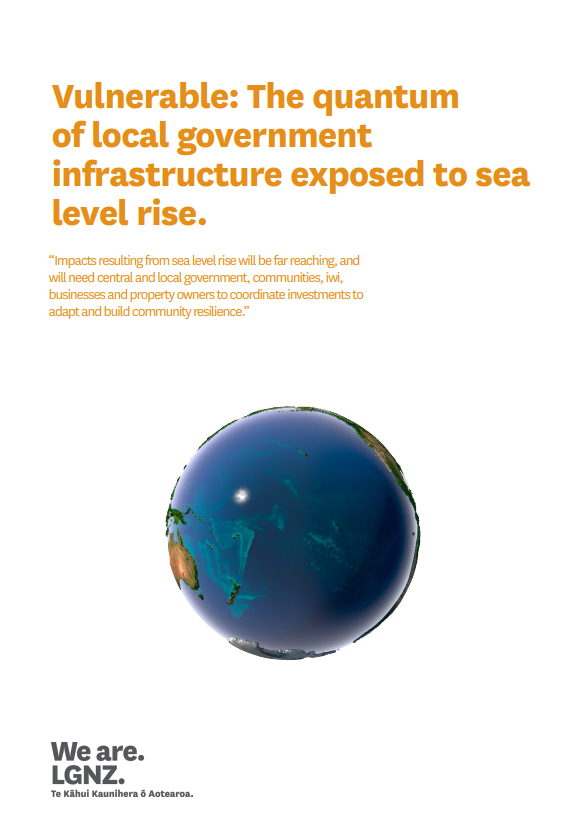 Vulnerable: The quantum
of local government
infrastructure exposed to sea
level rise.
“Impacts resulting from sea level rise will be far reaching, and
will need central and local government, communities, iwi,
businesses and property owners to coordinate investments to
adapt and build community resilience.”
We are.
LGNZ.
Te Kāhui Kaunihera ō Aotearoa.